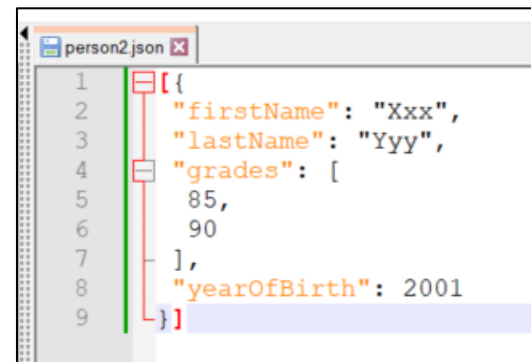 person2.json
1 [{
2 "firstName": "Xxx",
3 "lastName": "Yyy",
4 "grades": [
5 85,
6 90
7 ],
8 "yearOfBirth": 2001
9 }]